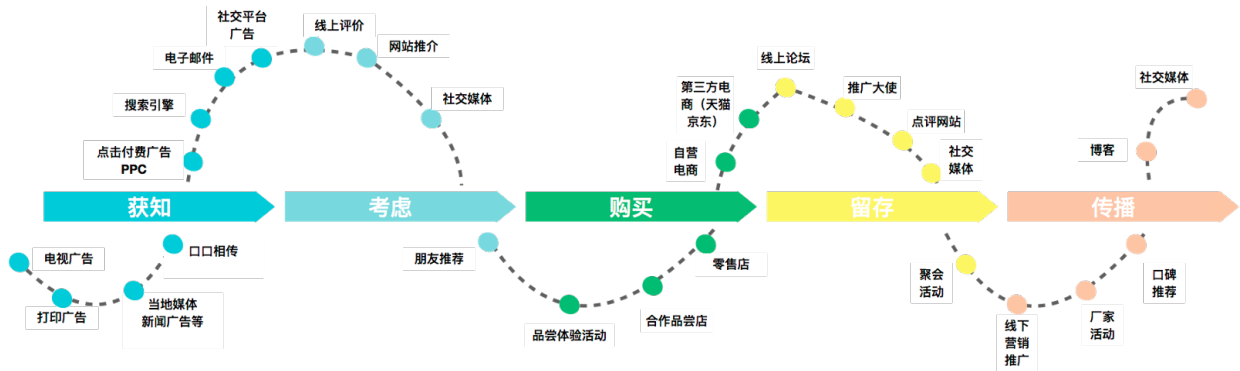 社交平台
广告
线上评价
网站推介
电子邮件
搜索引擎
社交媒体
点击付费广告
PPC
线上论坛
第三方电
商（天猫
京东）
推广大使
点评网站
自营
电商
社交
媒体
社交媒体
博客
获知
考虑
购买
留存
传播
电视广告
口口相传
打印广告
当地媒体
新闻广告等
朋友推荐
零售店
品尝体验活动
合作品尝店
聚会
活动
线下
营销
推广
厂家
活动
口碑
推荐